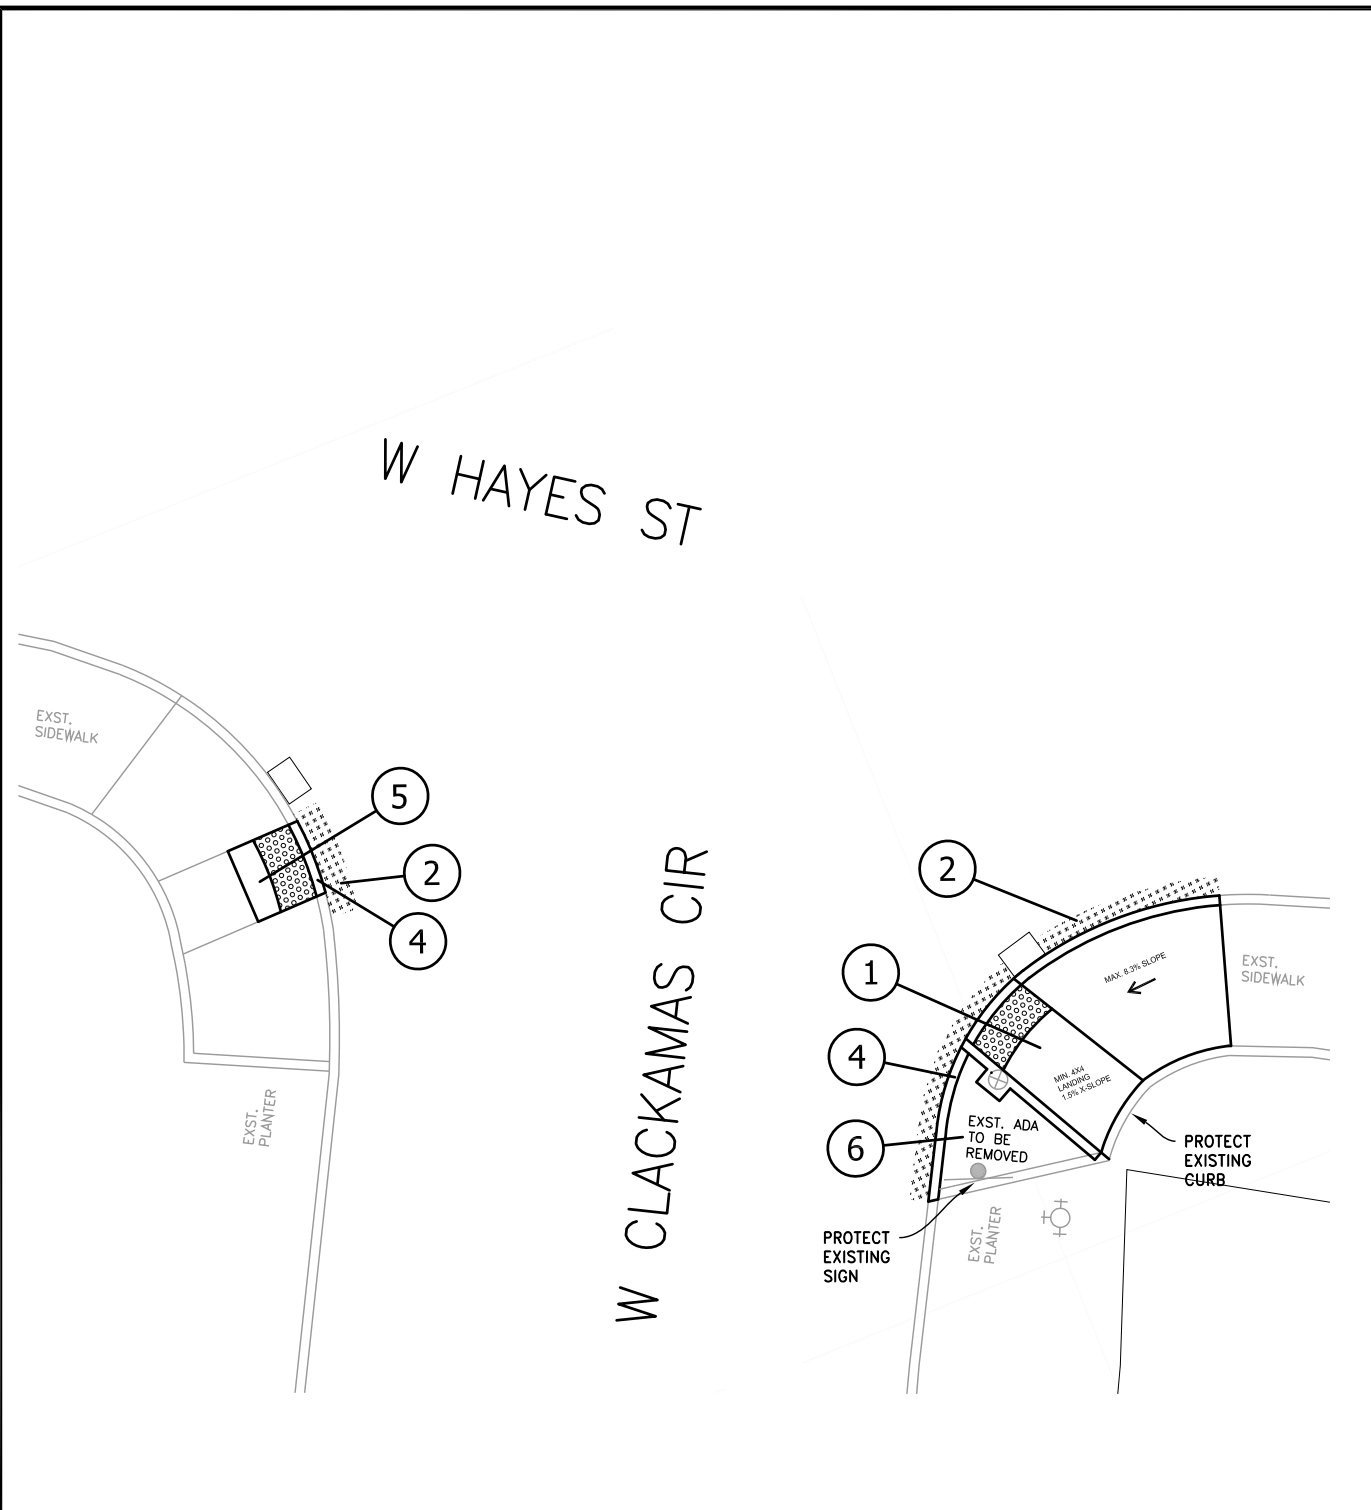 W HAYES ST
EXST.
SIDEWALK
5
2
4
EXST.
PLANTER
W CLACKAMAS CIR
2
1
4
6
MAX. 8.3% SLOPE
EXST.
SIDEWALK
MIN. 4X4
LANDING
1.5% X-SLOPE
EXST. ADA
TO BE
REMOVED
PROTECT
EXISTING
CURB
PROTECT
EXISTING
SIGN
EXST.
PLANTER